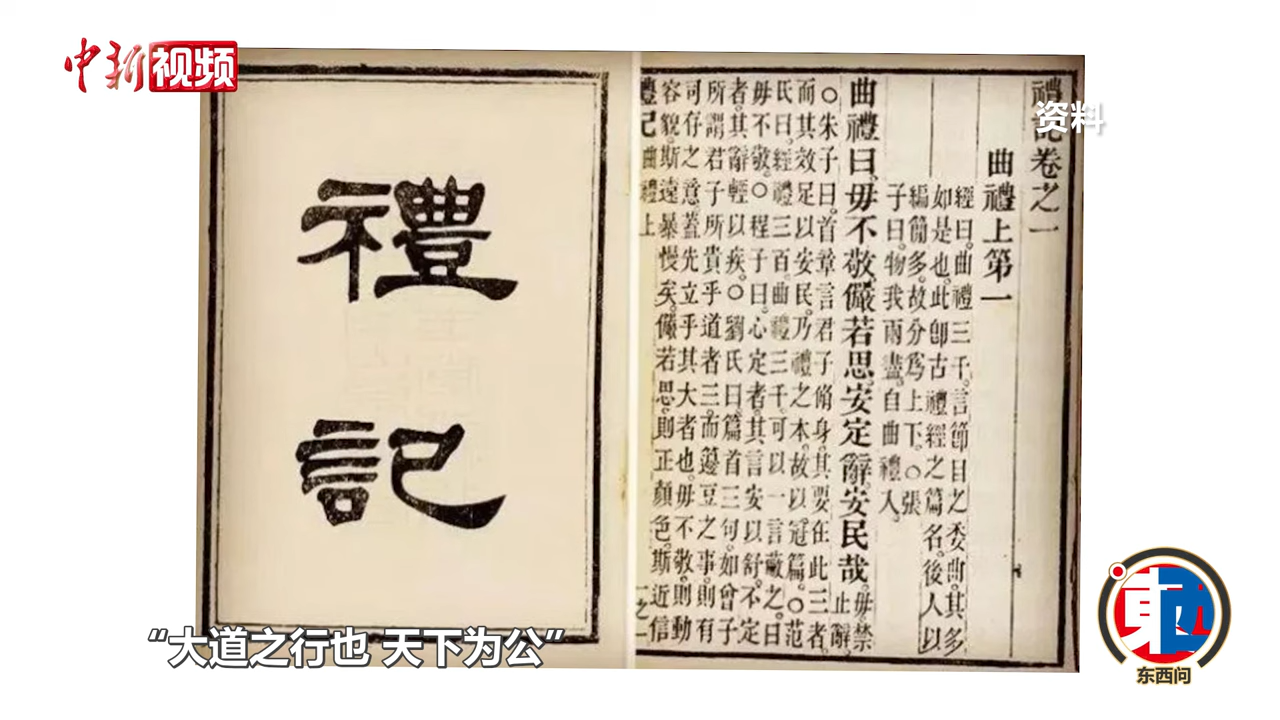 中新视频
资料
禮記
禮記卷之一
曲禮上第一
經曰。曲禮三千。言節目之委曲。其多
如是也。此卽古禮經之篇名。後人以
編簡多。故分爲上下。○張
子曰。物我兩盡。自曲禮入。
曲禮曰。毋不敬。儼若思。安定辭。安民哉。毋禁
止辭。
○朱子曰。首章言君子脩身。其要在此三者。
而其效足以安民。乃禮之本。故以冠篇。○范
氏曰。經禮三百。曲禮三千。可以一言蔽之。曰
毋不敬。○程子曰。心定者。其言安以舒。不定
者。其辭輕以疾。○劉氏曰。篇首三句。如曾子
所謂君子所貴乎道者三。而籩豆之事。則有
司存之意。蓋先立乎其大者也。毋不敬。則動
容貌斯遠暴慢矣。儼若思。則正顏色。斯近信
禮記 曲禮上 一之一
“大道之行也 天下为公”
東西
东西问